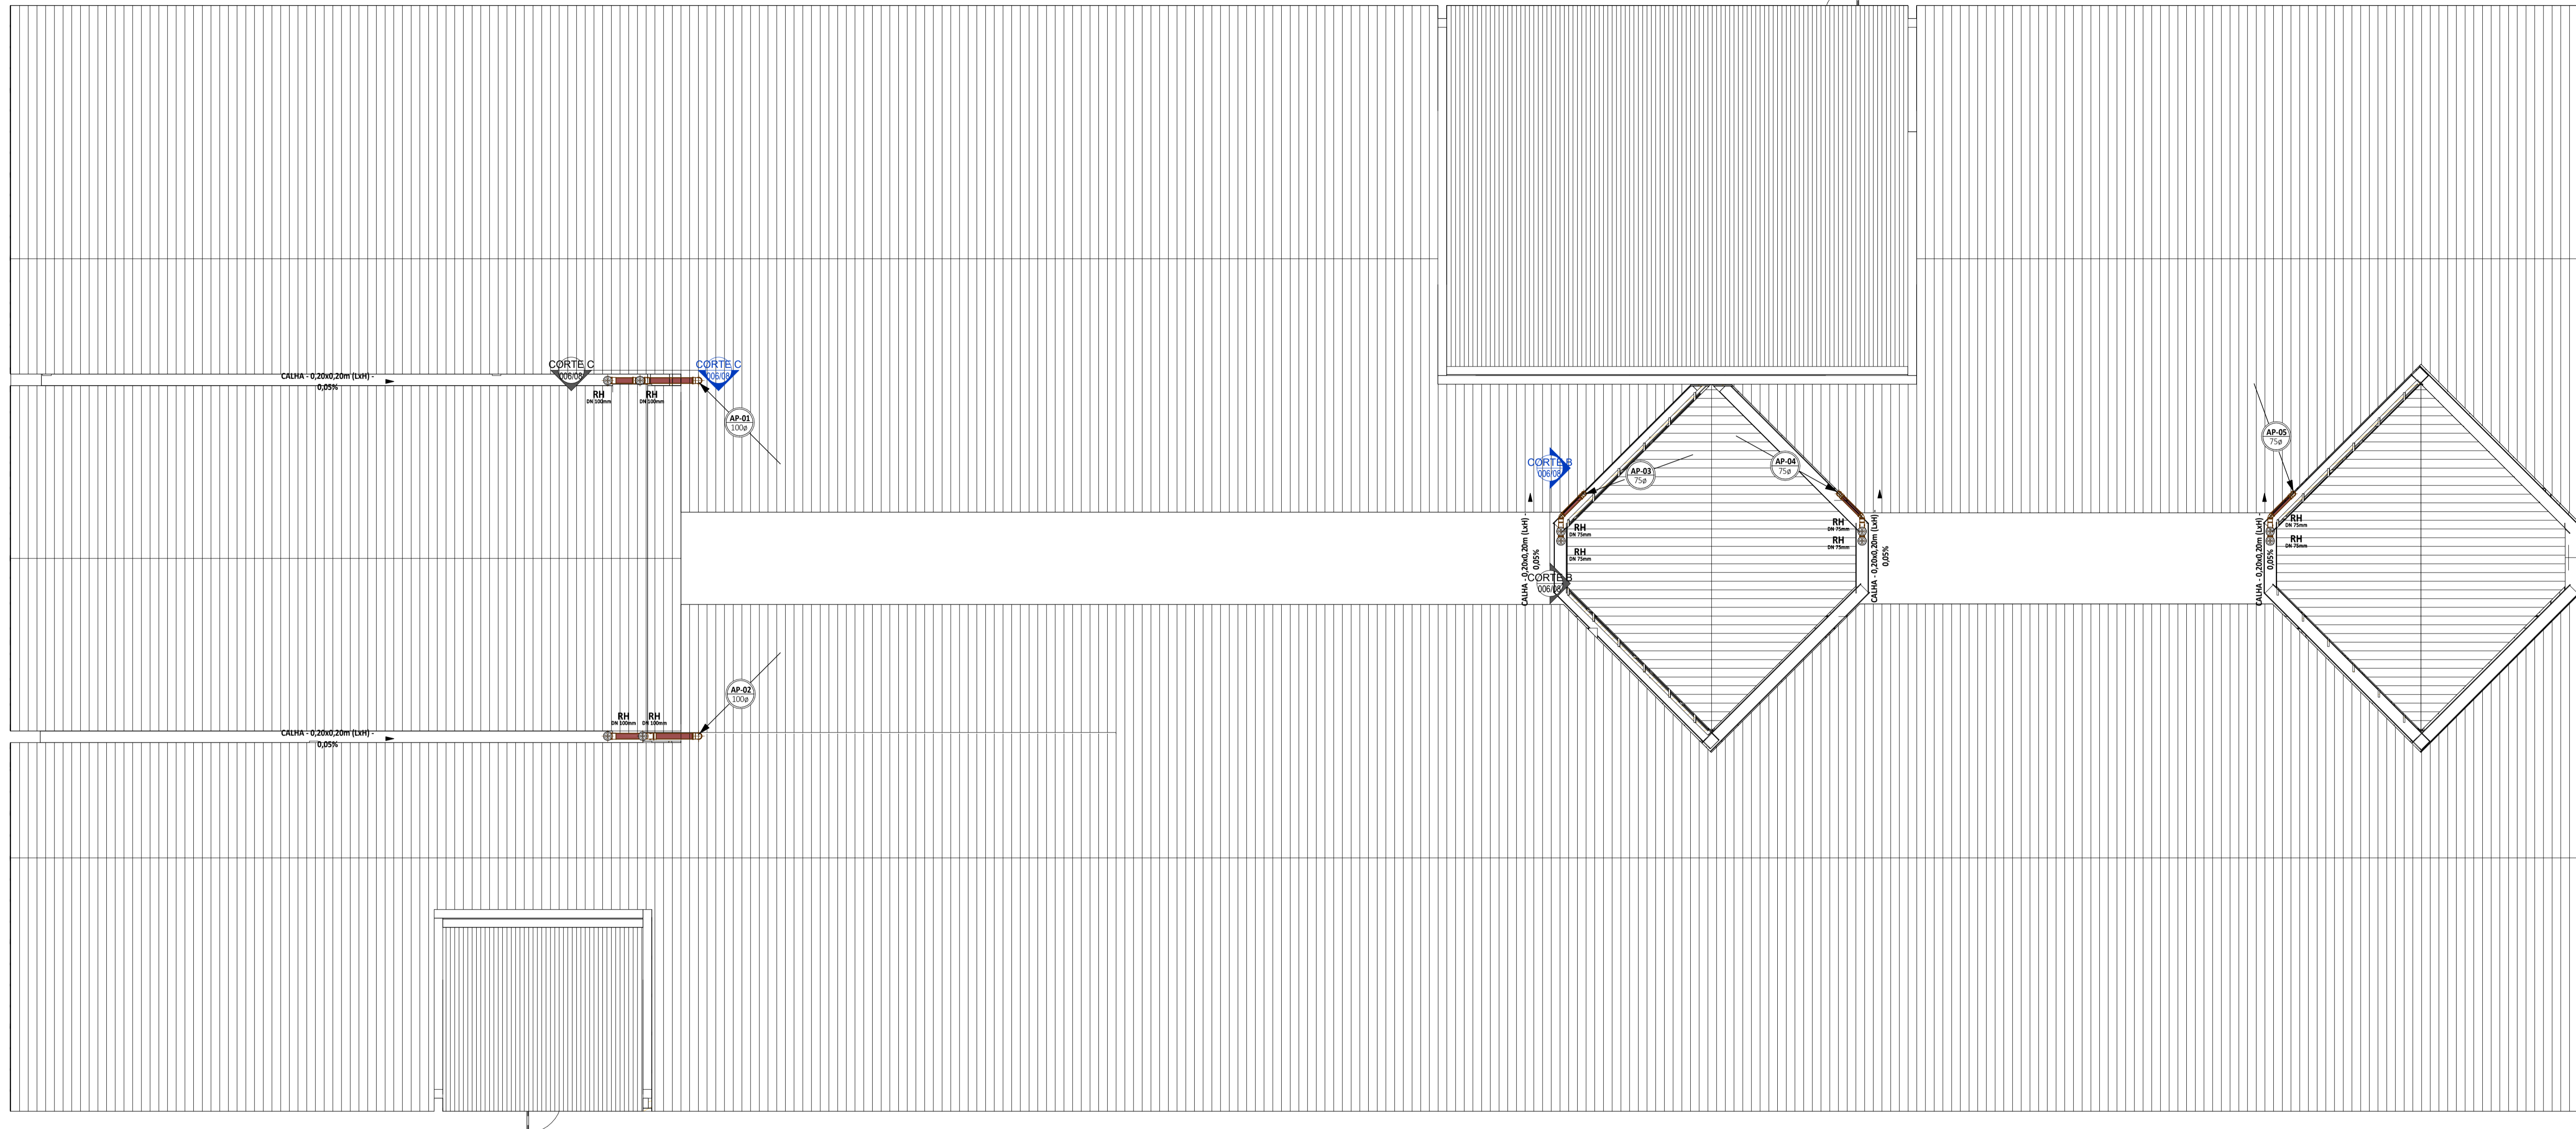 CORTE C
006/08
CORTE C
006/08
CALHA - 0,20x0,20m (LxH) -
0,05%
RH
DN 100mm
RH
DN 100mm
AP-01
100ø
AP-02
100ø
RH
DN 100mm
RH
DN 100mm
CALHA - 0,20x0,20m (LxH) -
0,05%
CORTE B
006/08
AP-03
75ø
AP-04
75ø
CALHA - 0,20x0,20m (LxH) -
0,05%
RH
DN 75mm
RH
DN 75mm
CORTE B
006/08
RH
DN 75mm
RH
DN 75mm
CALHA - 0,20x0,20m (LxH) -
0,05%
AP-05
75ø
CALHA - 0,20x0,20m (LxH) -
0,05%
RH
DN 75mm
RH
DN 75mm